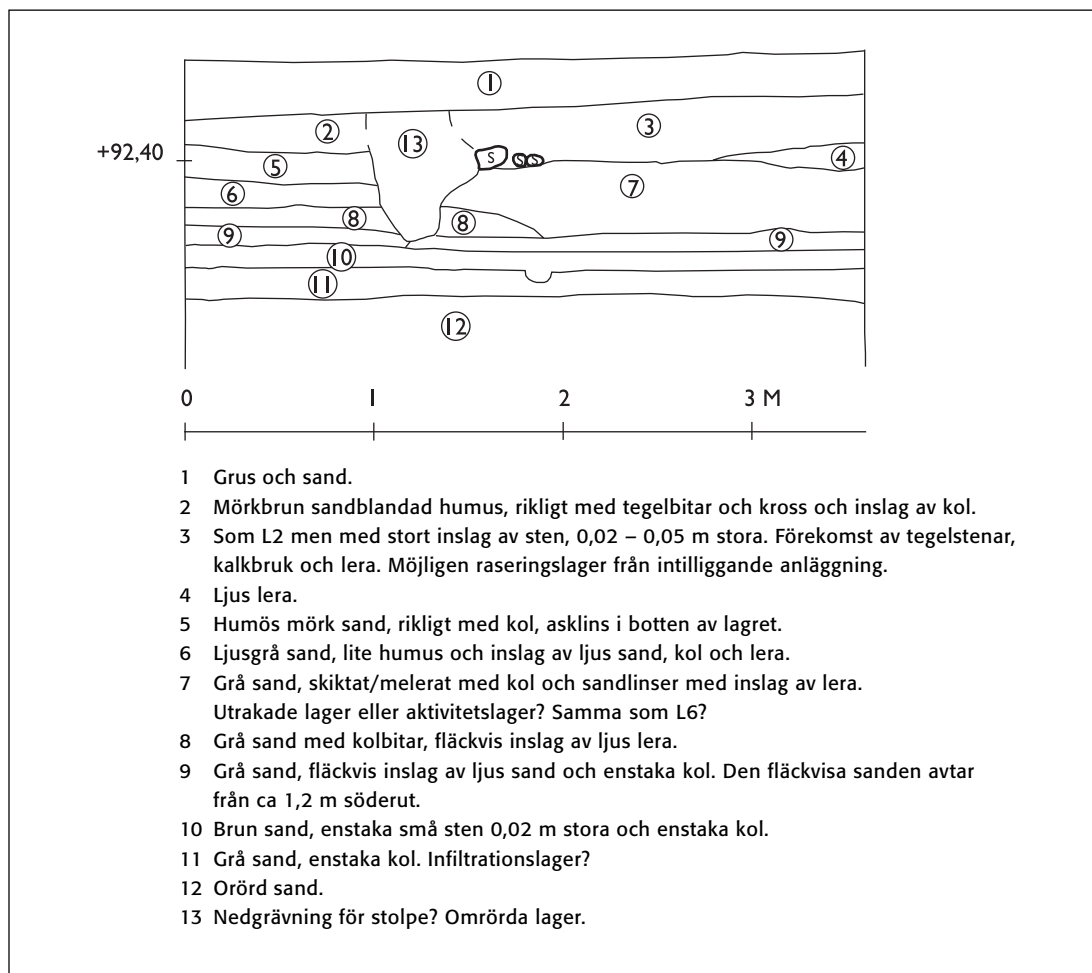 1
2
3
13
+92,40
5
4
S
S
S
6
7
8
8
9
9
10
11
12
0 1 2 3 M
1 Grus och sand.
2 Mörkbrun sandblandad humus, rikligt med tegelbitar och kross och inslag av kol.
3 Som L2 men med stort inslag av sten, 0,02 – 0,05 m stora. Förekomst av tegelstenar,
kalkbruk och lera. Möjligen raseringslager från intilliggande anläggning.
4 Ljus lera.
5 Humös mörk sand, rikligt med kol, asklins i botten av lagret.
6 Ljusgrå sand, lite humus och inslag av ljus sand, kol och lera.
7 Grå sand, skiktat/melerat med kol och sandlinser med inslag av lera.
Utrakade lager eller aktivitetslager? Samma som L6?
8 Grå sand med kolbitar, fläckvis inslag av ljus lera.
9 Grå sand, fläckvis inslag av ljus sand och enstaka kol. Den fläckvisa sanden avtar
från ca 1,2 m söderut.
10 Brun sand, enstaka små sten 0,02 m stora och enstaka kol.
11 Grå sand, enstaka kol. Infiltrationslager?
12 Orörd sand.
13 Nedgrävning för stolpe? Omrörda lager.